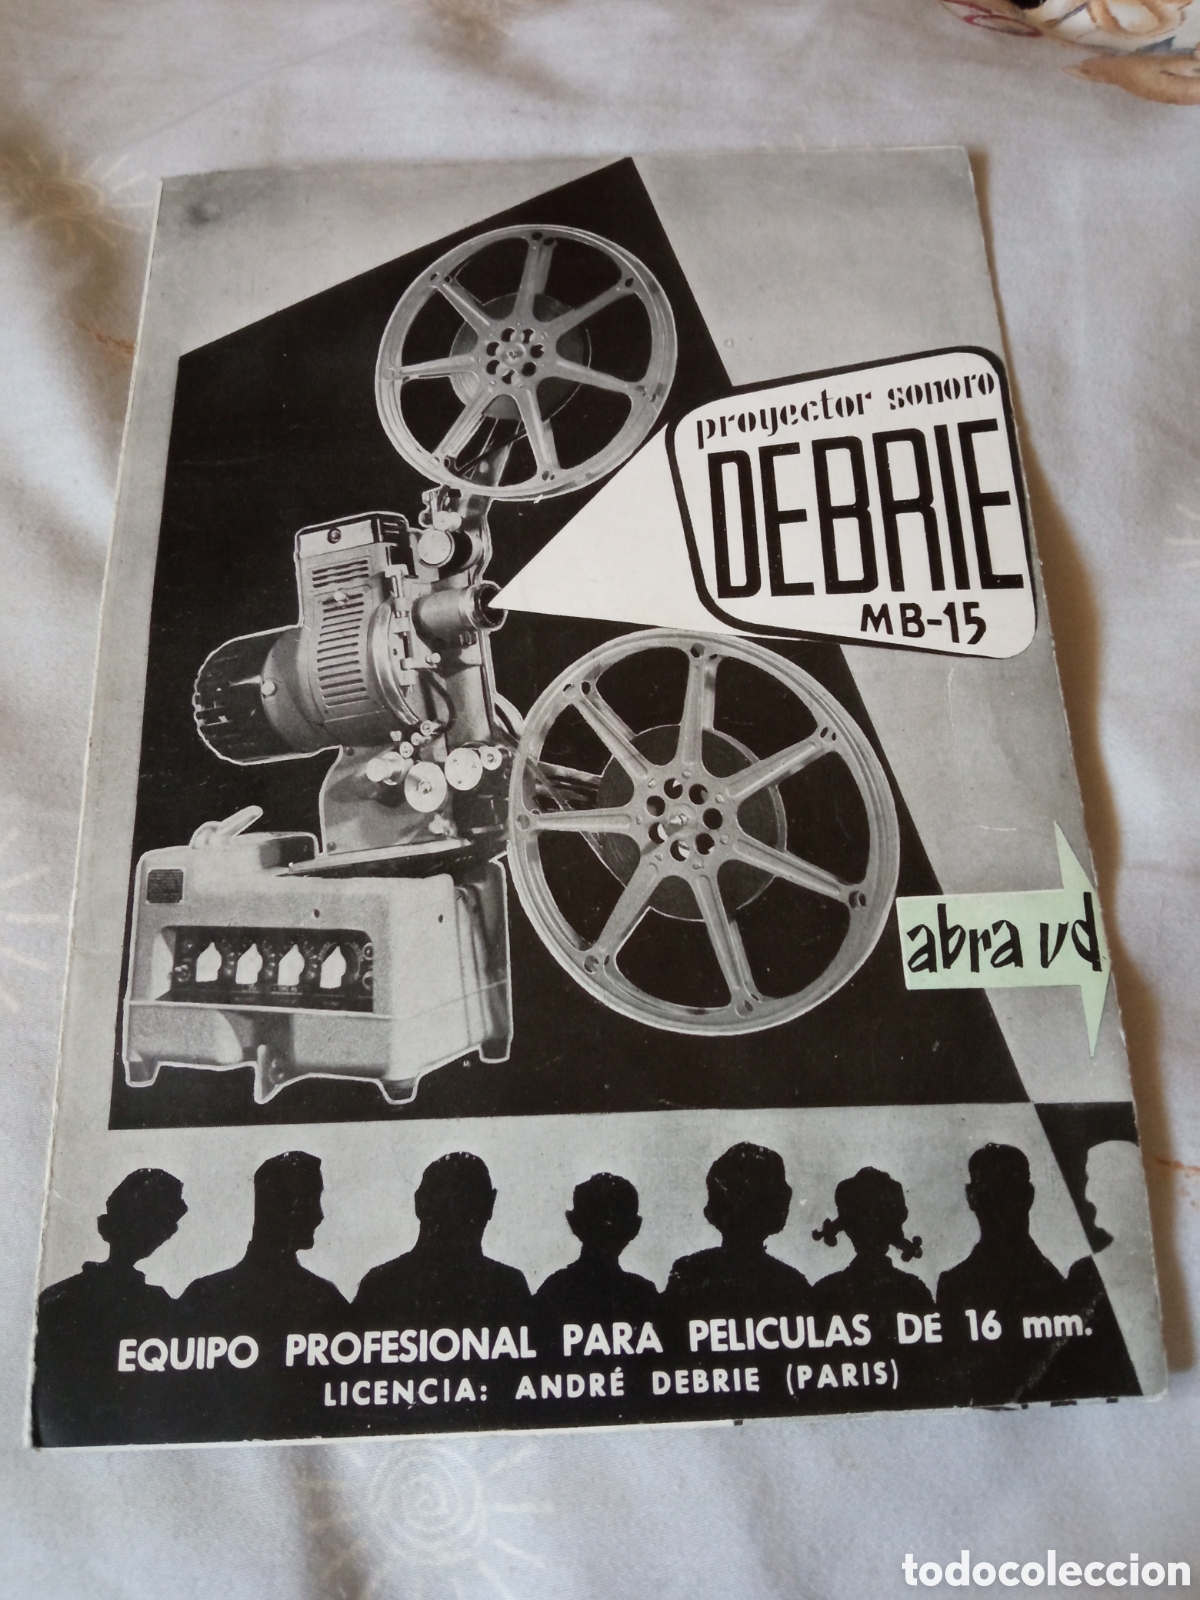 proyector sonoro
DEBRIE
MB-15
abra vd
EQUIPO PROFESIONAL PARA PELICULAS DE 16 mm.
LICENCIA: ANDRÉ DEBRIE (PARIS)
todocoleccion